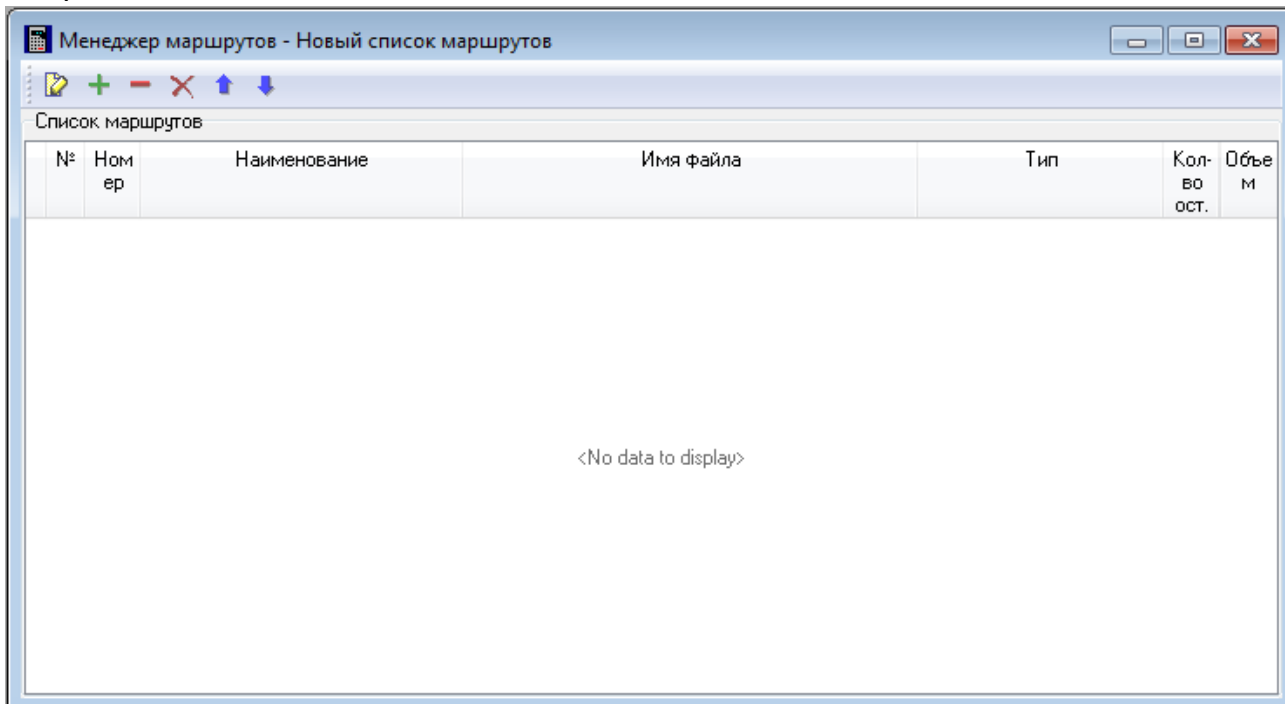 Менеджер маршрутов - Новый список маршрутов
Список маршрутов
№ Ном Наименование Имя файла Тип Кол- Объе
ер во м
ост.
<No data to display>